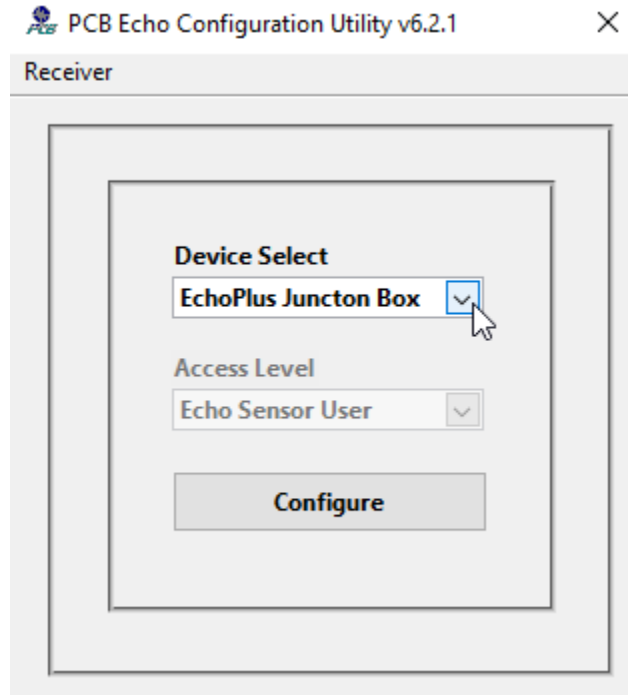 PCB PCB Echo Configuration Utility v6.2.1
Receiver
Device Select
EchoPlus Juncton Box
Access Level
Echo Sensor User
Configure